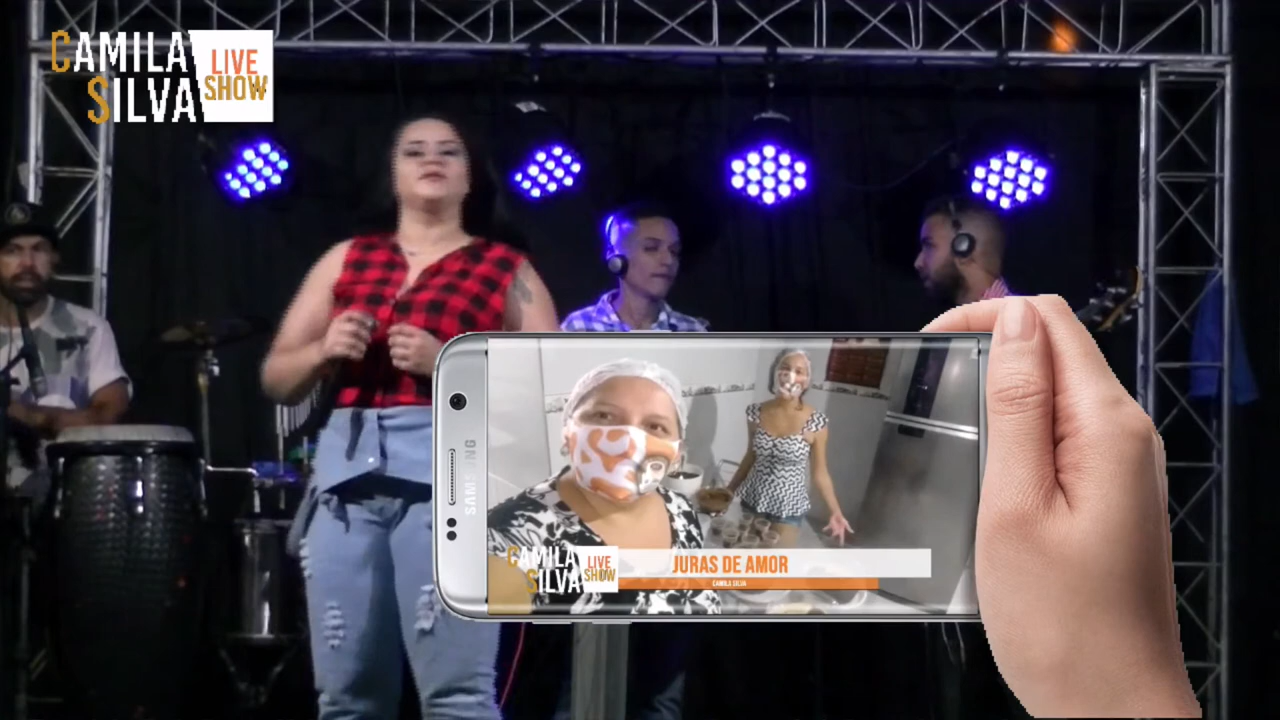 CAMILA
SILVA
LIVE
SHOW
SAMSUNG
CAMILA
SILVA
LIVE
SHOW
JURAS DE AMOR
CAMILA SILVA